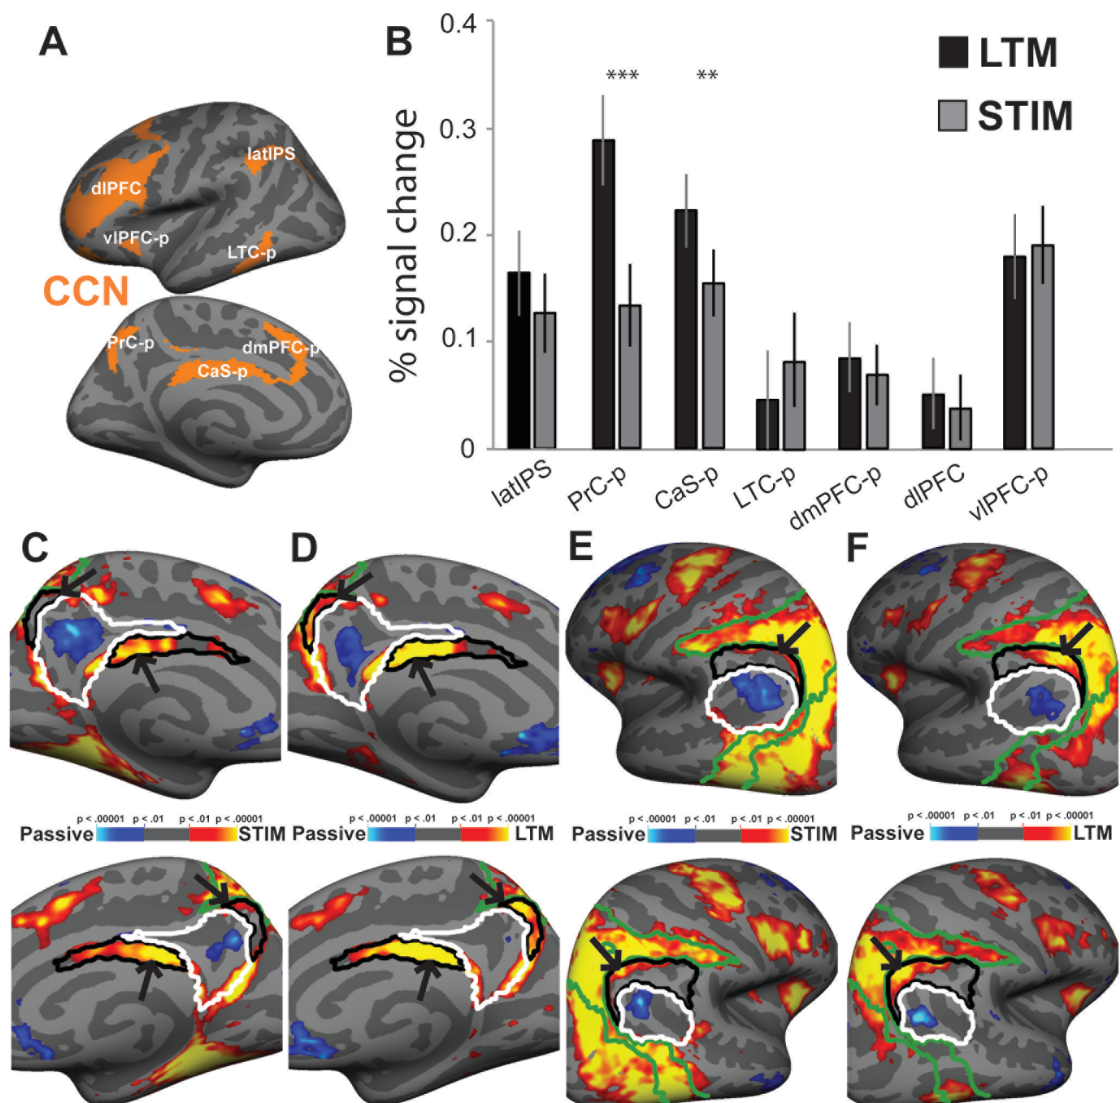 A
latIPS
dlPFC
vlPFC-p
LTC-p
CCN
PrC-p
dmPFC-p
CaS-p
B
0.4
0.3
0.2
0.1
0
% signal change
*** **
LTM
STIM
latIPS PrC-p CaS-p LTC-p dmPFC-p dlPFC vlPFC-p
C D E F
p < .00001 p < .01 p < .01 p < .00001
Passive STIM
p < .00001 p < .01 p < .01 p < .00001
Passive LTM
p < .00001 p < .01 p < .01 p < .00001
Passive STIM
p < .00001 p < .01 p < .01 p < .00001
Passive LTM